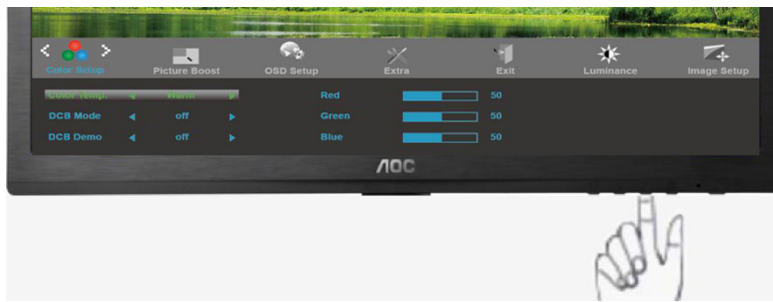 Color Setup Picture Boost OSD Setup Extra Exit Luminance Image Setup
Color Temp. Warm Red 50
DCB Mode off Green 50
DCB Demo off Blue 50
AOC